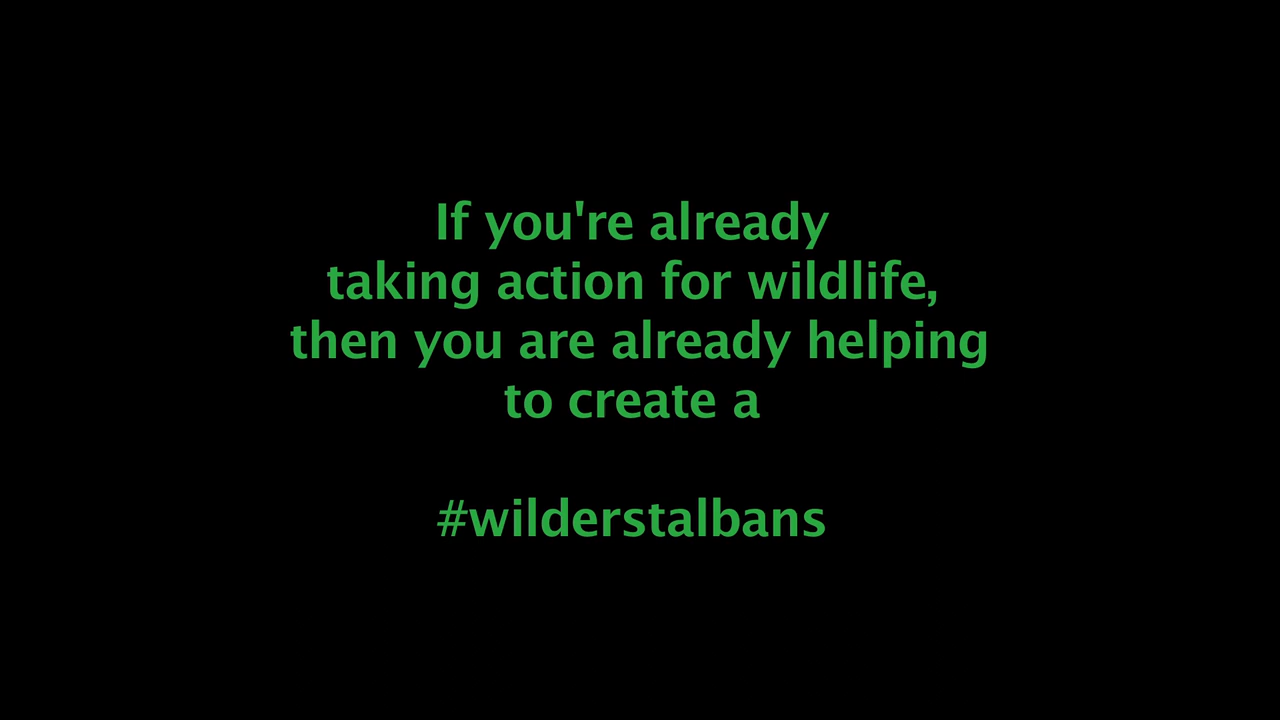 If you're already
taking action for wildlife,
then you are already helping
to create a
#wilderstalbans